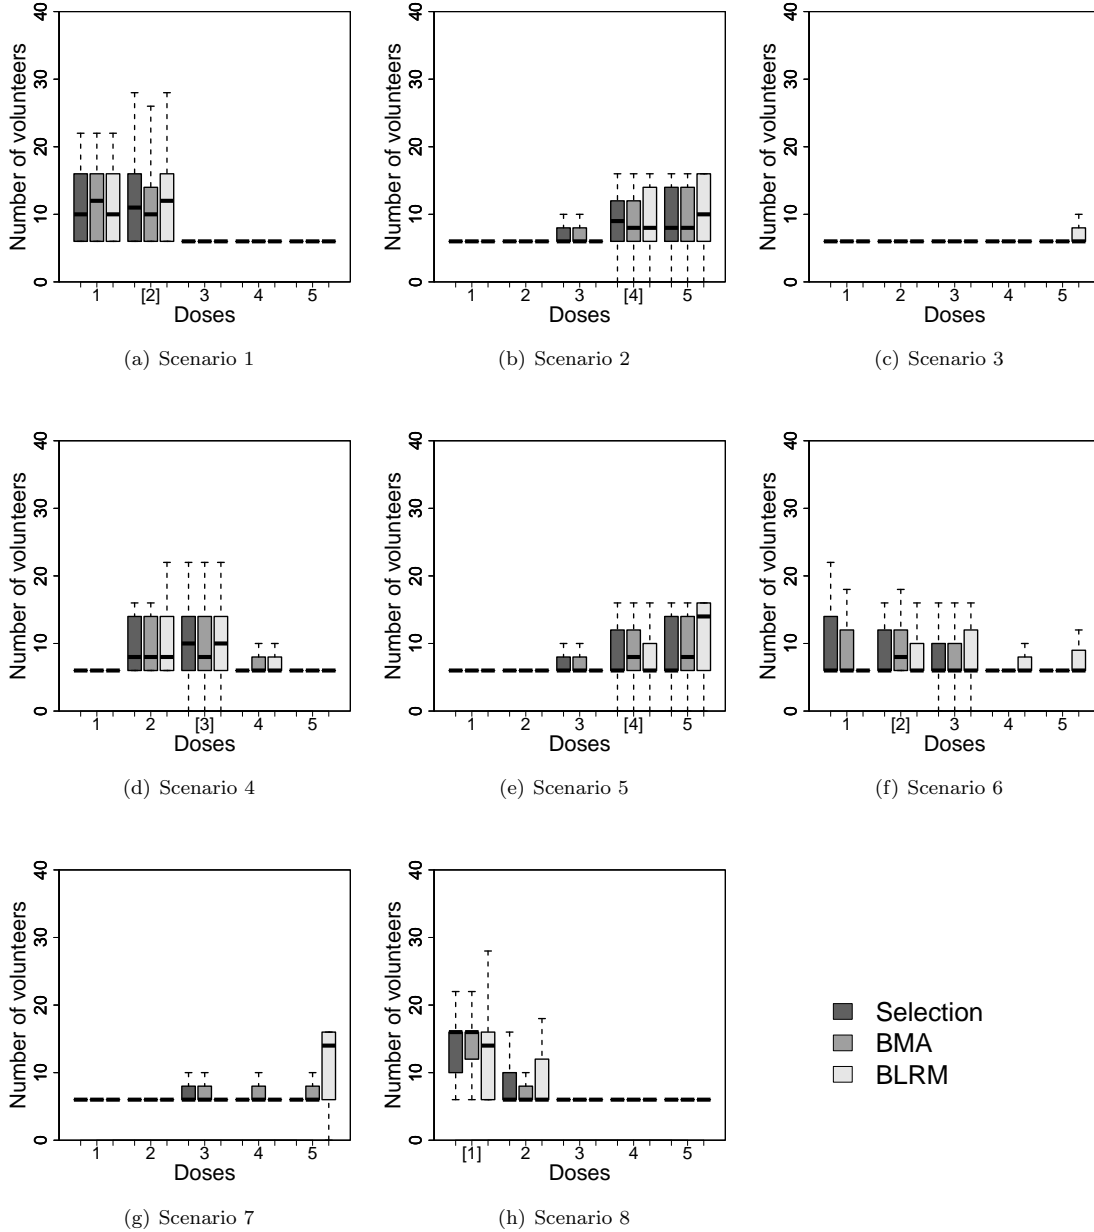 Number of volunteers
0 10 20 30 40
1 [2] 3 4 5
Doses
(a) Scenario 1
Number of volunteers
0 10 20 30 40
1 2 3 [4] 5
Doses
(b) Scenario 2
Number of volunteers
0 10 20 30 40
1 2 3 4 5
Doses
(c) Scenario 3
Number of volunteers
0 10 20 30 40
1 2 [3] 4 5
Doses
(d) Scenario 4
Number of volunteers
0 10 20 30 40
1 2 3 [4] 5
Doses
(e) Scenario 5
Number of volunteers
0 10 20 30 40
1 [2] 3 4 5
Doses
(f) Scenario 6
Number of volunteers
0 10 20 30 40
1 2 3 4 5
Doses
(g) Scenario 7
Number of volunteers
0 10 20 30 40
[1] 2 3 4 5
Doses
(h) Scenario 8
Selection
BMA
BLRM